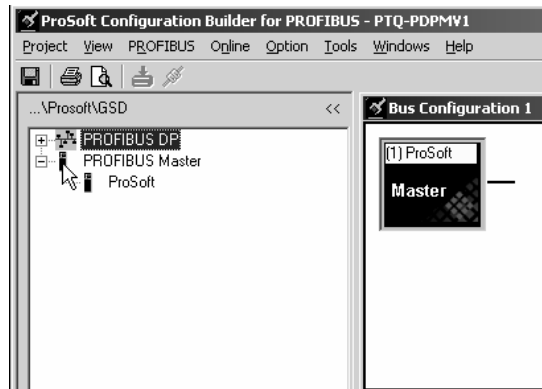 ProSoft Configuration Builder for PROFIBUS - PTQ-PDPMV1
Project View PROFIBUS Online Option Tools Windows Help
...\Prosoft\GSD <<
PROFIBUS DP
PROFIBUS Master
ProSoft
Bus Configuration 1
(1) ProSoft
Master